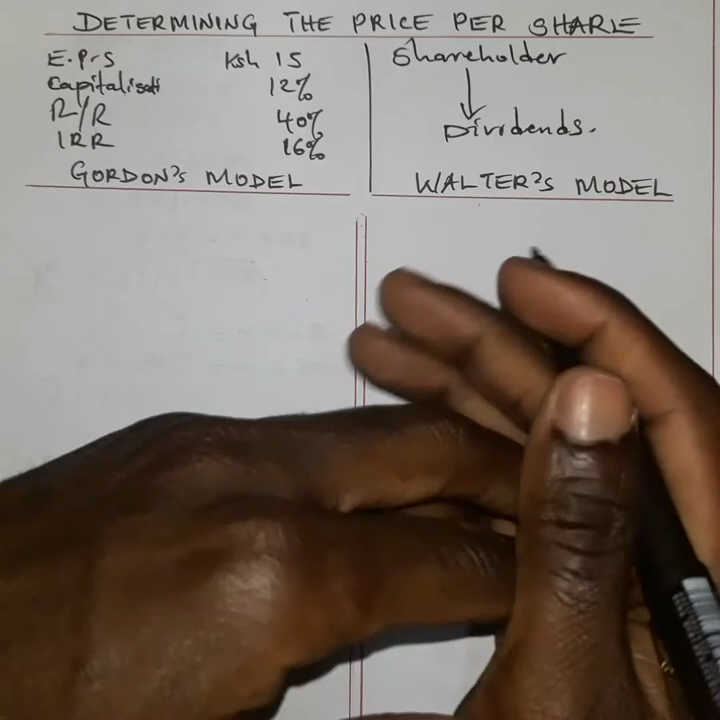 DETERMINING THE PRICE PER SHARE
E.P.S Ksh 15
Capitalisati 12%
R/R 40%
IRR 16%
GORDON'S MODEL
Shareholder
Dividends.
WALTER'S MODEL